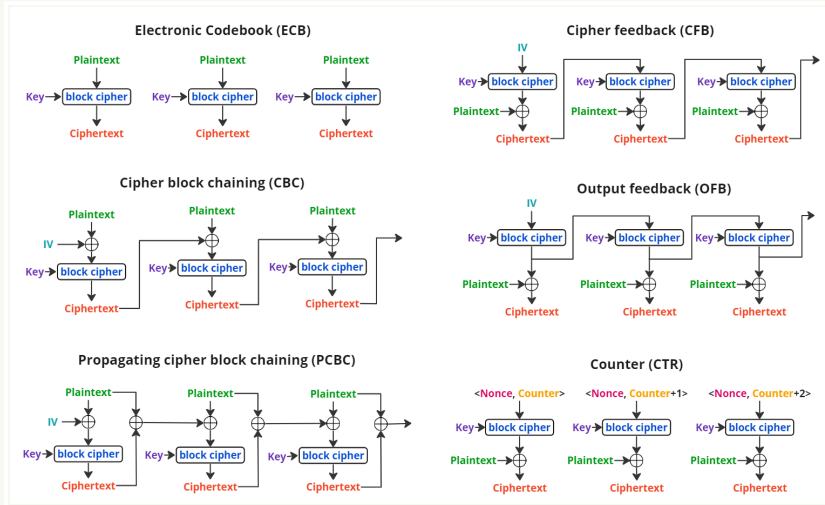 Electronic Codebook (ECB)
Plaintext Plaintext Plaintext
Key block cipher Key block cipher Key block cipher
Ciphertext Ciphertext Ciphertext
Cipher block chaining (CBC)
Plaintext Plaintext Plaintext
IV
Key block cipher Key block cipher Key block cipher
Ciphertext Ciphertext Ciphertext
Propagating cipher block chaining (PCBC)
Plaintext Plaintext Plaintext
IV
Key block cipher Key block cipher Key block cipher
Ciphertext Ciphertext Ciphertext
Cipher feedback (CFB)
IV
Key block cipher Key block cipher Key block cipher
Plaintext Plaintext Plaintext
Ciphertext Ciphertext Ciphertext
Output feedback (OFB)
IV
Key block cipher Key block cipher Key block cipher
Plaintext Plaintext Plaintext
Ciphertext Ciphertext Ciphertext
Counter (CTR)
<Nonce, Counter> <Nonce, Counter+1> <Nonce, Counter+2>
Key block cipher Key block cipher Key block cipher
Plaintext Plaintext Plaintext
Ciphertext Ciphertext Ciphertext